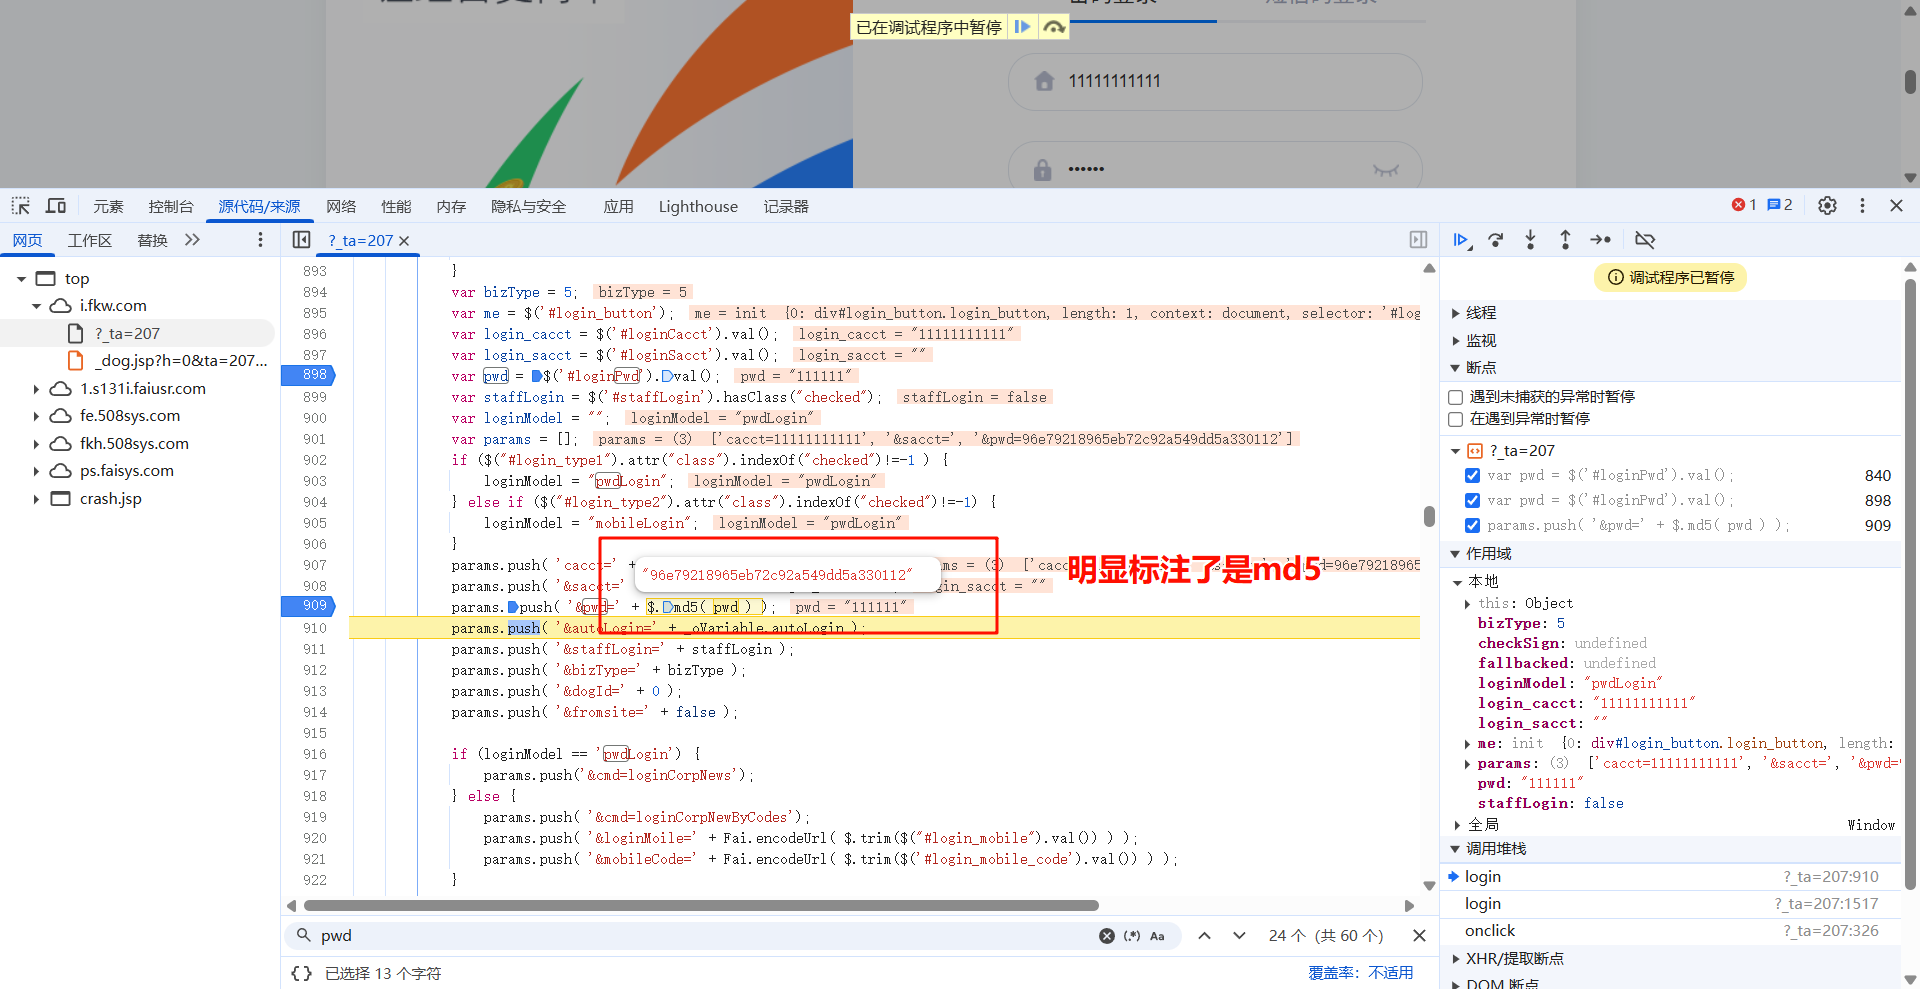 已在调试程序中暂停
11111111111
••••••
元素 控制台 源代码/来源 网络 性能 内存 隐私与安全 应用 Lighthouse 记录器 1 2
网页 工作区 替换 ?_ta=207
调试程序已暂停
top
i.fkw.com
?_ta=207
_dog.jsp?h=0&ta=207...
1.s131i.faiusr.com
fe.508sys.com
fkh.508sys.com
ps.faisys.com
crash.jsp
893 }
894 var bizType = 5; bizType = 5
895 var me = $('#login_button'); me = init {0: div#login_button.login_button, length: 1, context: document, selector: '#log
896 var login_cacct = $('#loginCacct').val(); login_cacct = "11111111111"
897 var login_sacct = $('#loginSacct').val(); login_sacct = ""
898 var pwd = $('#loginPwd').val(); pwd = "111111"
899 var staffLogin = $('#staffLogin').hasClass("checked"); staffLogin = false
900 var loginModel = ""; loginModel = "pwdLogin"
901 var params = []; params = (3) ['cacct=11111111111', '&sacct=', '&pwd=96e79218965eb72c92a549dd5a330112']
902 if ($("#login_type1").attr("class").indexOf("checked")!=-1 ) {
903 loginModel = "pwdLogin"; loginModel = "pwdLogin"
904 } else if ($("#login_type2").attr("class").indexOf("checked")!=-1) {
905 loginModel = "mobileLogin"; loginModel = "pwdLogin"
906 }
907 params.push( 'cacct=' +
"96e79218965eb72c92a549dd5a330112"
明显标注了是md5
908 params.push( '&sacct='
909 params.push( '&pwd=' + $.md5( pwd ) ); pwd = "111111"
910 params.push( '&autoLogin=' + _oVariable.autoLogin );
911 params.push( '&staffLogin=' + staffLogin );
912 params.push( '&bizType=' + bizType );
913 params.push( '&dogId=' + 0 );
914 params.push( '&fromsite=' + false );
915
916 if (loginModel == 'pwdLogin') {
917 params.push('&cmd=loginCorpNews');
918 } else {
919 params.push( '&cmd=loginCorpNewByCodes');
920 params.push( '&loginMoile=' + Fai.encodeUrl( $.trim($("#login_mobile").val()) ) );
921 params.push( '&mobileCode=' + Fai.encodeUrl( $.trim($('#login_mobile_code').val()) ) );
922 }
pwd (.*) Aa 24 个 (共 60 个)
{} 已选择 13 个字符 覆盖率：不适用
线程
监视
断点
遇到未捕获的异常时暂停
在遇到异常时暂停
?_ta=207
var pwd = $('#loginPwd').val(); 840
var pwd = $('#loginPwd').val(); 898
params.push( '&pwd=' + $.md5( pwd ) ); 909
作用域
本地
this: Object
bizType: 5
checkSign: undefined
fallbacked: undefined
loginModel: "pwdLogin"
login_cacct: "11111111111"
login_sacct: ""
me: init {0: div#login_button.login_button, length:
params: (3) ['cacct=11111111111', '&sacct=', '&pwd=
pwd: "111111"
staffLogin: false
全局 Window
调用堆栈
login ?_ta=207:910
login ?_ta=207:1517
onclick ?_ta=207:326
XHR/提取断点
DOM 断点